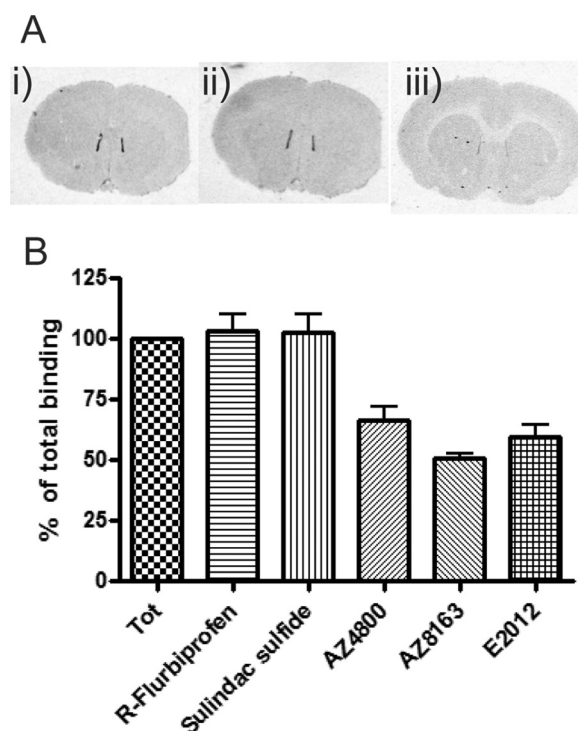 A
i)
ii)
iii)
B
% of total binding
125
100
75
50
25
0
Tot
R-Flurbiprofen
Sulindac sulfide
AZ4800
AZ8163
E2012